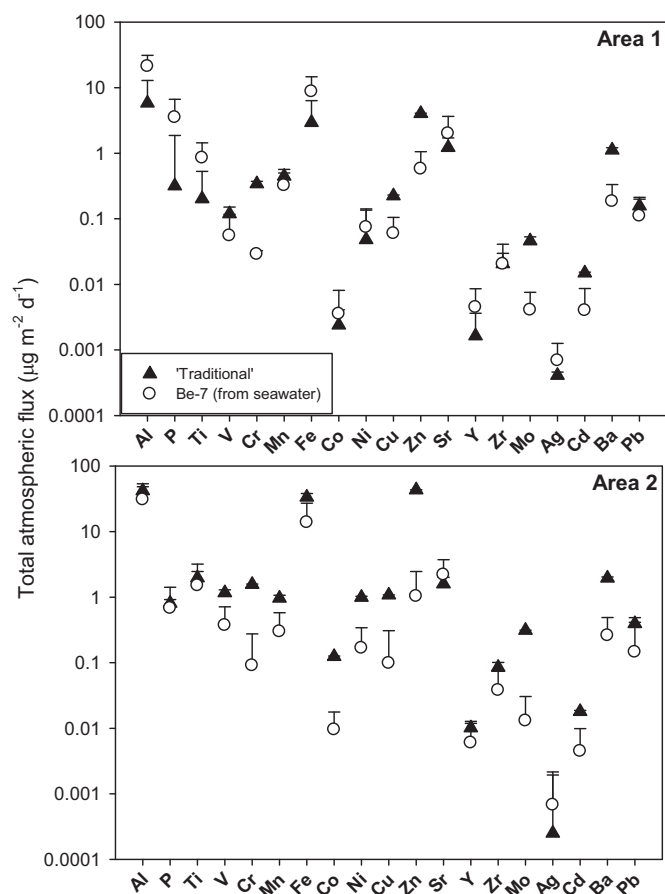 Total atmospheric flux (µg m⁻² d⁻¹)
Area 1
100
10
1
0.1
0.01
0.001
0.0001
'Traditional'
Be-7 (from seawater)
Al P Ti V Cr Mn Fe Co Ni Cu Zn Sr Y Zr Mo Ag Cd Ba Pb
Area 2
100
10
1
0.1
0.01
0.001
0.0001
Al P Ti V Cr Mn Fe Co Ni Cu Zn Sr Y Zr Mo Ag Cd Ba Pb